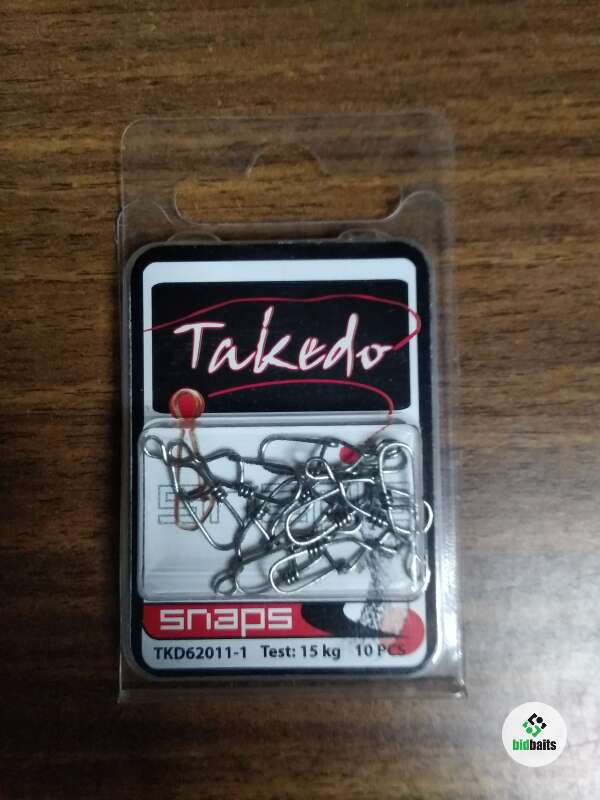 Takedo
snaps
TKD62011-1 Test: 15 kg 10 PCS
bidbaits